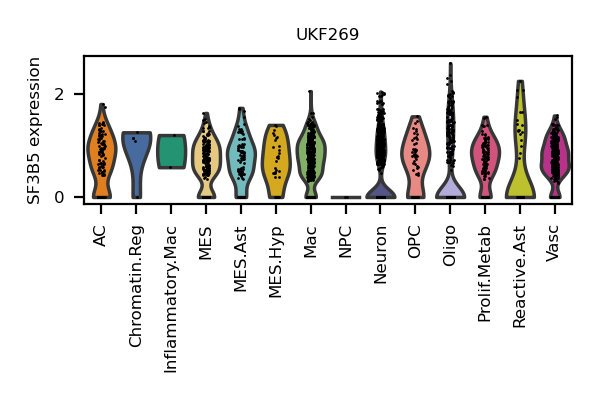 UKF269
SF3B5 expression
2
0
AC
Chromatin.Reg
Inflammatory.Mac
MES
MES.Ast
MES.Hyp
Mac
NPC
Neuron
OPC
Oligo
Prolif.Metab
Reactive.Ast
Vasc